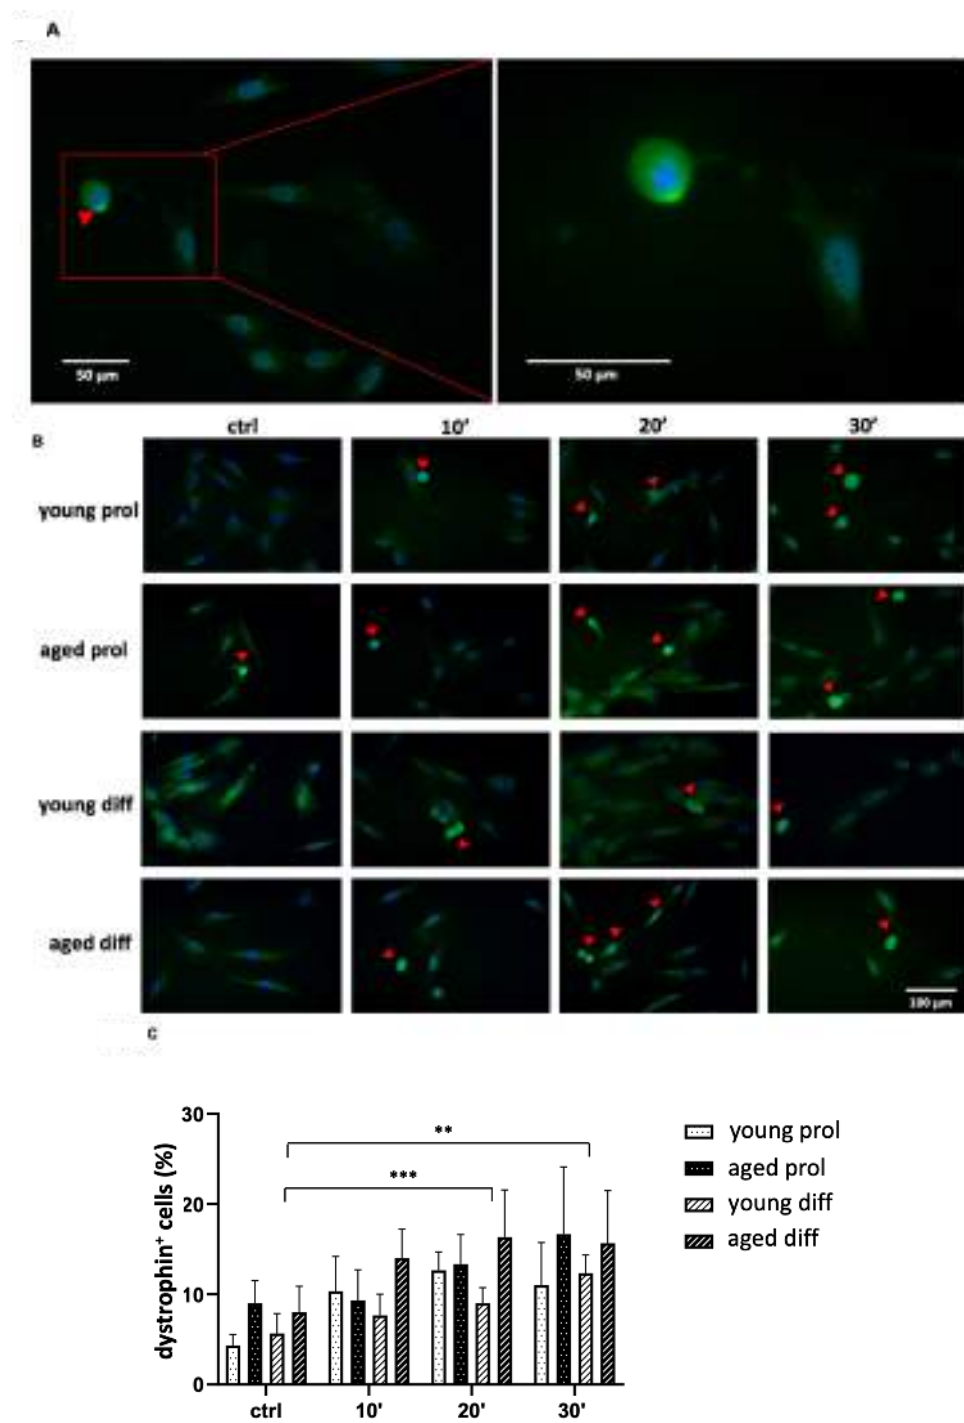 A
50 µm
50 µm
B
ctrl 10' 20' 30'
young prol
aged prol
young diff
aged diff
100 µm
C
dystrophin⁺ cells (%)
30
20
10
0
**
***
ctrl 10' 20' 30'
young prol
aged prol
young diff
aged diff